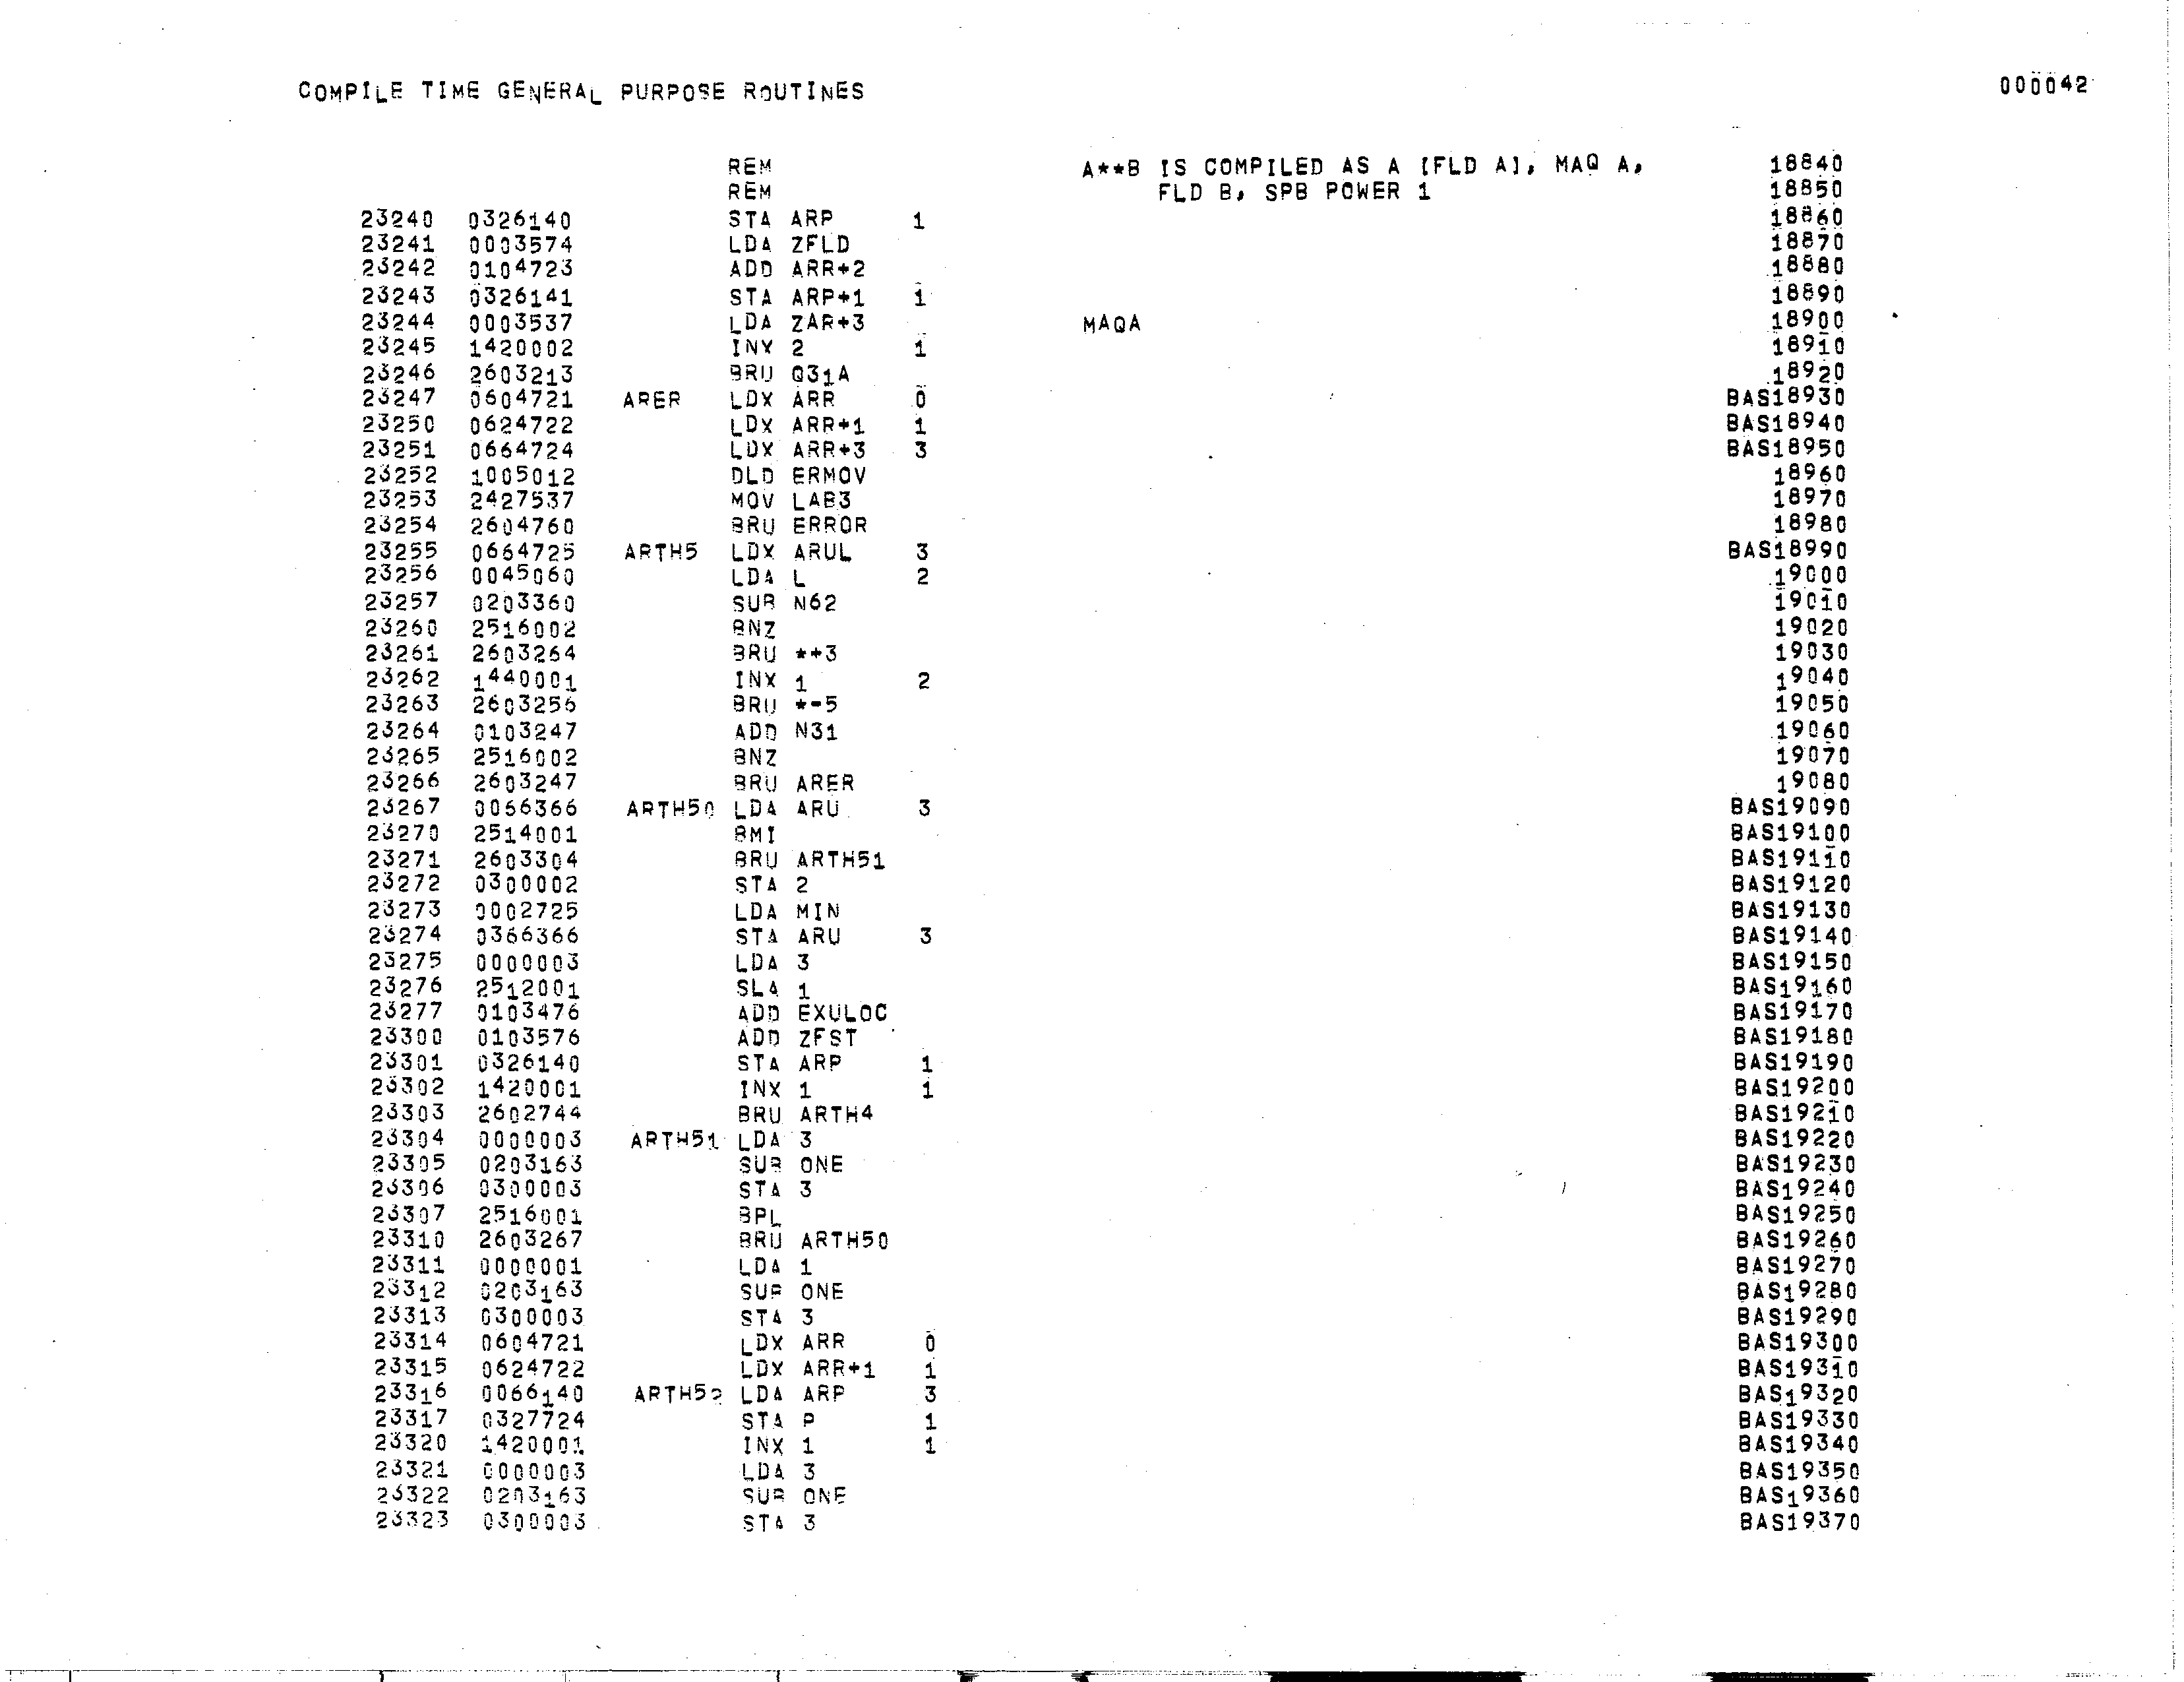 COMPILE TIME GENERAL PURPOSE ROUTINES 000042
REM A**B IS COMPILED AS A [FLD A], MAQ A, 18840
REM FLD B, SPB POWER 1 18850
23240 0326140 STA ARP 1 18860
23241 0003574 LDA ZFLD 18870
23242 0104723 ADD ARR+2 18880
23243 0326141 STA ARP+1 1 18890
23244 0003537 LDA ZAR+3 MAQA 18900
23245 1420002 INX 2 1 18910
23246 2603213 BRU Q31A 18920
23247 0604721 ARER LDX ARR 0 BAS18930
23250 0624722 LDX ARR+1 1 BAS18940
23251 0664724 LDX ARR+3 3 BAS18950
23252 1005012 DLD ERMOV 18960
23253 2427537 MOV LAB3 18970
23254 2604760 BRU ERROR 18980
23255 0664725 ARTH5 LDX ARUL 3 BAS18990
23256 0045060 LDA L 2 19000
23257 0203360 SUB N62 19010
23260 2516002 BNZ 19020
23261 2603264 BRU *+3 19030
23262 1440001 INX 1 2 19040
23263 2603256 BRU *-5 19050
23264 0103247 ADD N31 19060
23265 2516002 BNZ 19070
23266 2603247 BRU ARER 19080
23267 0066366 ARTH50 LDA ARU 3 BAS19090
23270 2514001 BMI BAS19100
23271 2603304 BRU ARTH51 BAS19110
23272 0300002 STA 2 BAS19120
23273 0002725 LDA MIN BAS19130
23274 0366366 STA ARU 3 BAS19140
23275 0000003 LDA 3 BAS19150
23276 2512001 SLA 1 BAS19160
23277 0103476 ADD EXULOC BAS19170
23300 0103576 ADD ZFST BAS19180
23301 0326140 STA ARP 1 BAS19190
23302 1420001 INX 1 1 BAS19200
23303 2602744 BRU ARTH4 BAS19210
23304 0000003 ARTH51 LDA 3 BAS19220
23305 0203163 SUB ONE BAS19230
23306 0300003 STA 3 BAS19240
23307 2516001 BPL BAS19250
23310 2603267 BRU ARTH50 BAS19260
23311 0000001 LDA 1 BAS19270
23312 0203163 SUB ONE BAS19280
23313 0300003 STA 3 BAS19290
23314 0604721 LDX ARR 0 BAS19300
23315 0624722 LDX ARR+1 1 BAS19310
23316 0066140 ARTH52 LDA ARP 3 BAS19320
23317 0327724 STA P 1 BAS19330
23320 1420001 INX 1 1 BAS19340
23321 0000003 LDA 3 BAS19350
23322 0203163 SUB ONE BAS19360
23323 0300003 STA 3 BAS19370